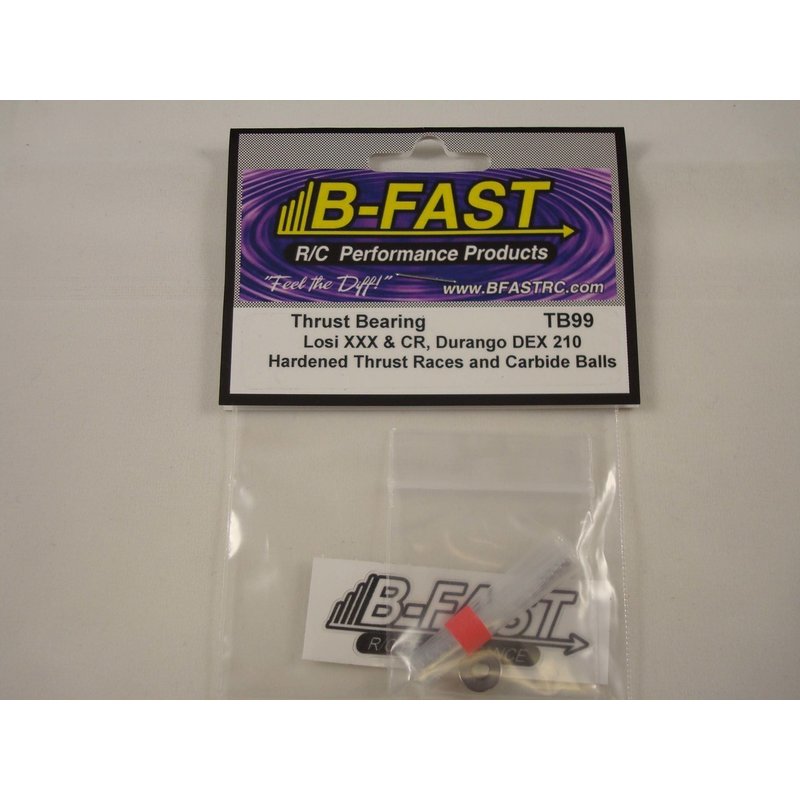 B-FAST
R/C Performance Products
"Feel the Diff!"
www.BFASTRC.com
Thrust Bearing TB99
Losi XXX & CR, Durango DEX 210
Hardened Thrust Races and Carbide Balls
B-FAST
R/C